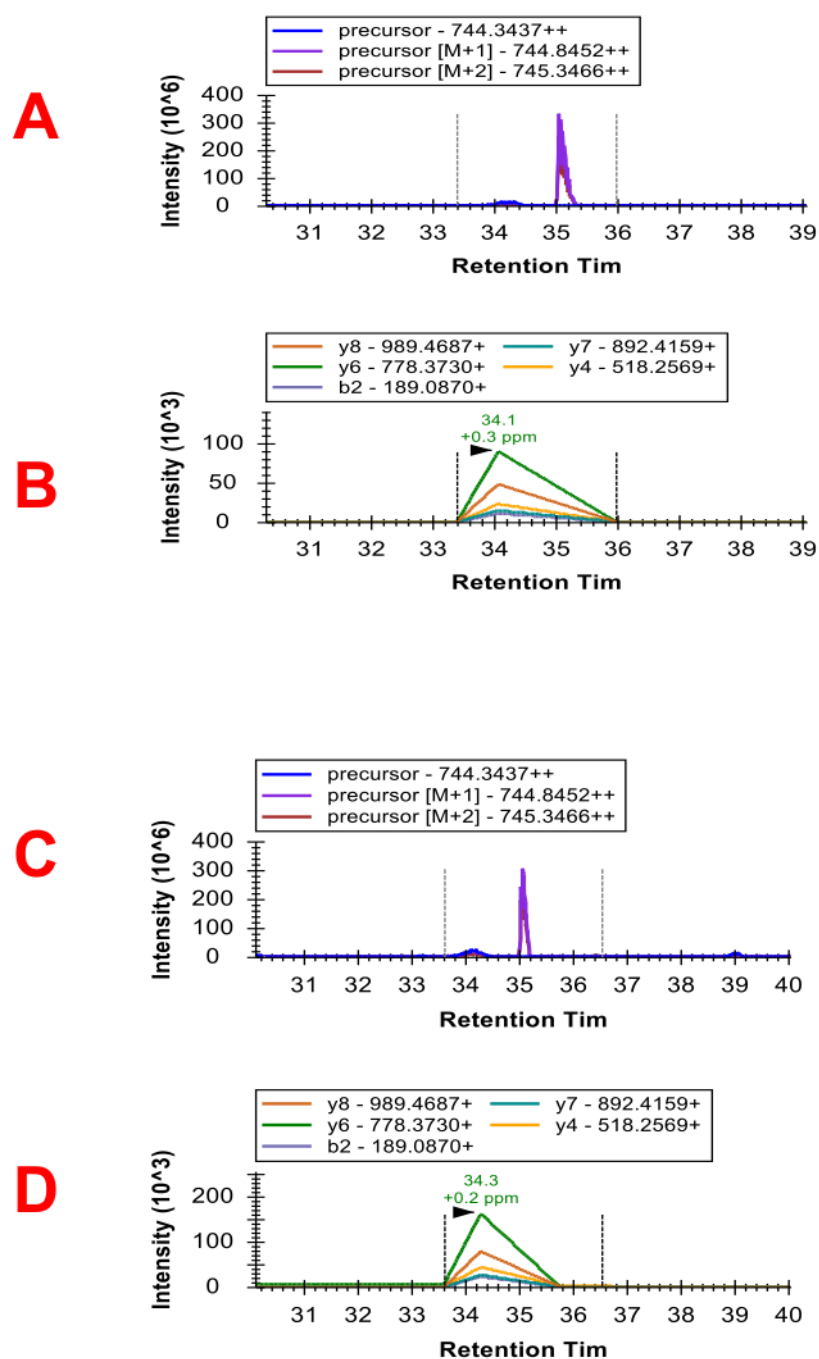 A
precursor - 744.3437++
precursor [M+1] - 744.8452++
precursor [M+2] - 745.3466++
Intensity (10^6)
400
300
200
100
0
31 32 33 34 35 36 37 38 39
Retention Tim
B
y8 - 989.4687+ y7 - 892.4159+
y6 - 778.3730+ y4 - 518.2569+
b2 - 189.0870+
Intensity (10^3)
100
50
0
34.1
+0.3 ppm
31 32 33 34 35 36 37 38 39
Retention Tim
C
precursor - 744.3437++
precursor [M+1] - 744.8452++
precursor [M+2] - 745.3466++
Intensity (10^6)
400
300
200
100
0
31 32 33 34 35 36 37 38 39 40
Retention Tim
D
y8 - 989.4687+ y7 - 892.4159+
y6 - 778.3730+ y4 - 518.2569+
b2 - 189.0870+
Intensity (10^3)
200
100
0
34.3
+0.2 ppm
31 32 33 34 35 36 37 38 39 40
Retention Tim